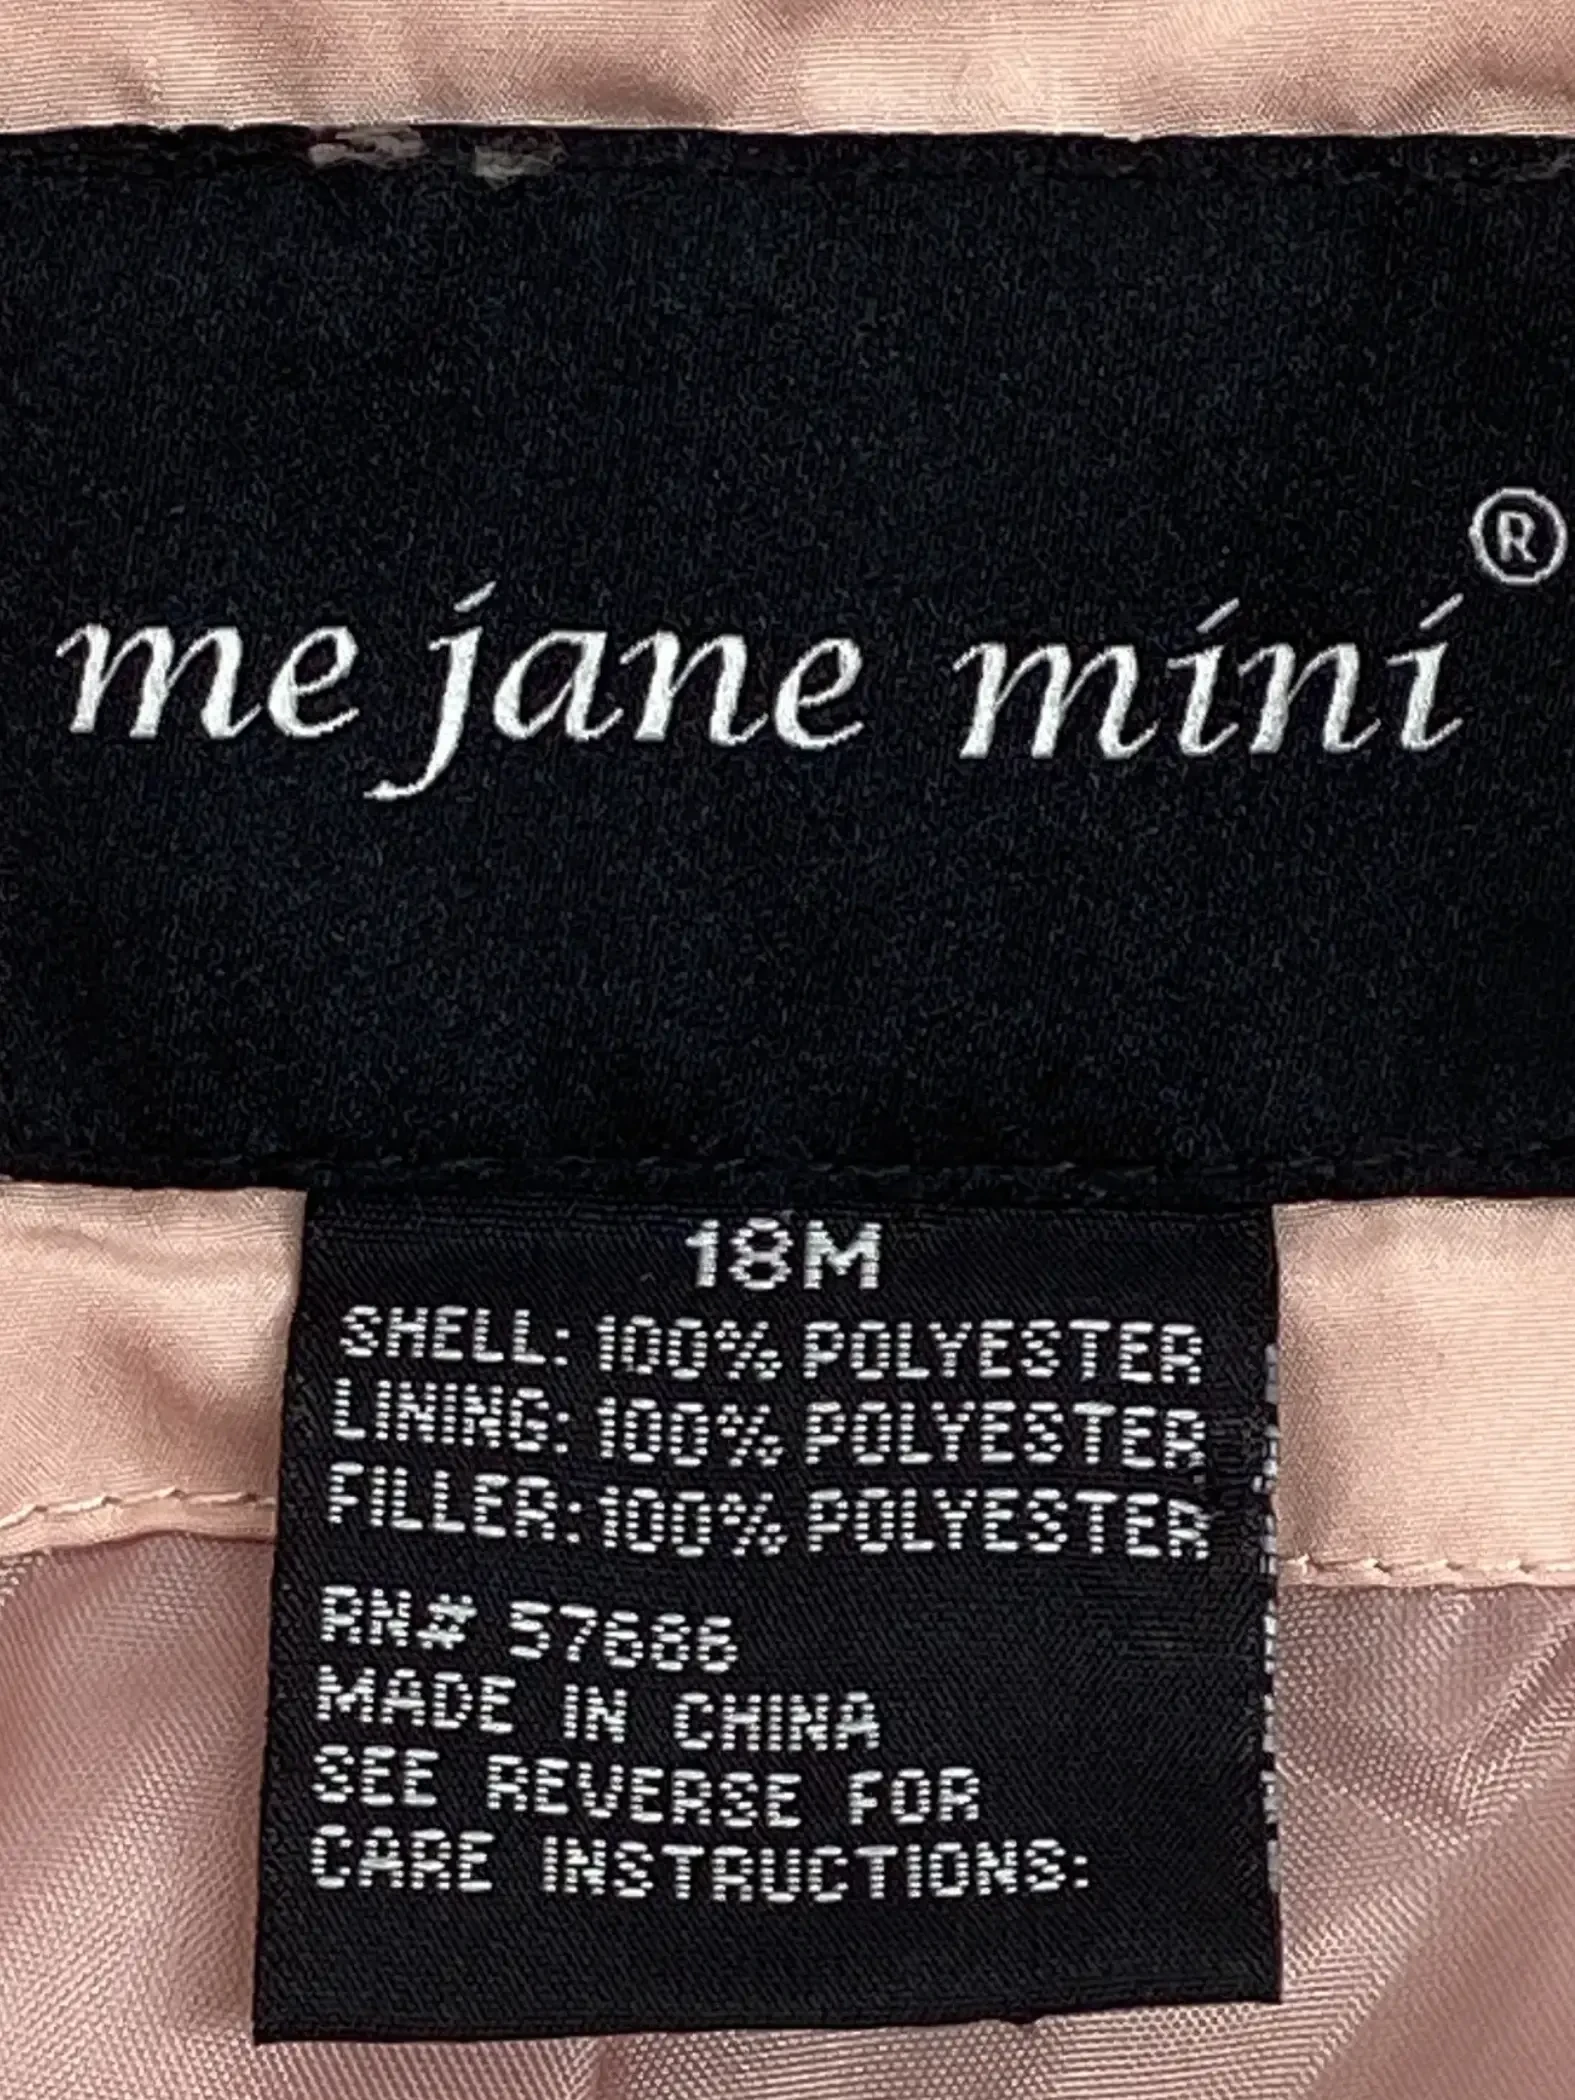 me jane mini®
18M
SHELL: 100% POLYESTER
LINING: 100% POLYESTER
FILLER: 100% POLYESTER
RN# 57686
MADE IN CHINA
SEE REVERSE FOR
CARE INSTRUCTIONS: